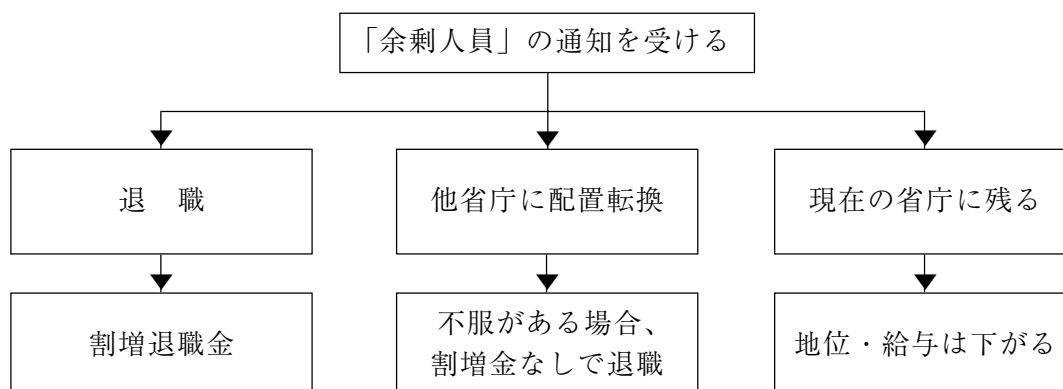 「余剰人員」の通知を受ける
退　職
他省庁に配置転換
現在の省庁に残る
割増退職金
不服がある場合、
割増金なしで退職
地位・給与は下がる